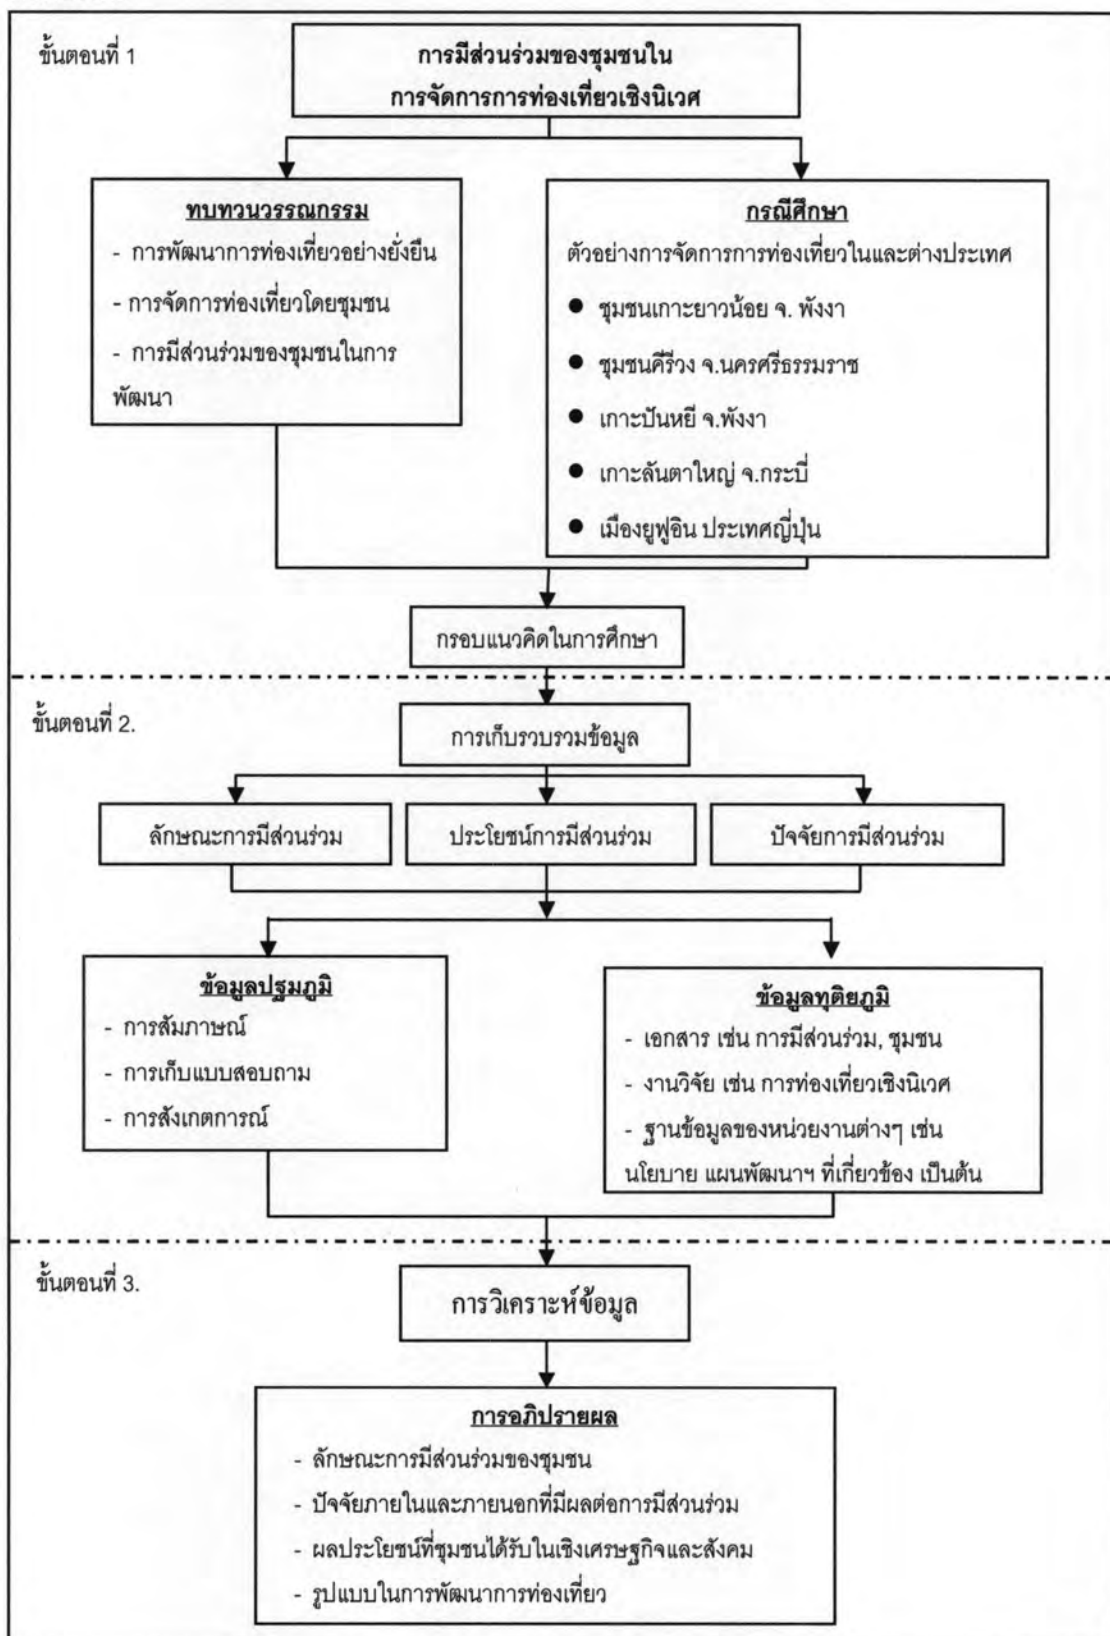 ขั้นตอนที่ 1
การมีส่วนร่วมของชุมชนใน
การจัดการการท่องเที่ยวเชิงนิเวศ
ทบทวนวรรณกรรม
- การพัฒนาการท่องเที่ยวอย่างยั่งยืน
- การจัดการท่องเที่ยวโดยชุมชน
- การมีส่วนร่วมของชุมชนในการ
พัฒนา
กรณีศึกษา
ตัวอย่างการจัดการการท่องเที่ยวในและต่างประเทศ
● ชุมชนเกาะยาวน้อย จ. พังงา
● ชุมชนคีรีวง จ.นครศรีธรรมราช
● เกาะปันหยี จ.พังงา
● เกาะลันตาใหญ่ จ.กระบี่
● เมืองยูฟูอิน ประเทศญี่ปุ่น
กรอบแนวคิดในการศึกษา
ขั้นตอนที่ 2.
การเก็บรวบรวมข้อมูล
ลักษณะการมีส่วนร่วม
ประโยชน์การมีส่วนร่วม
ปัจจัยการมีส่วนร่วม
ข้อมูลปฐมภูมิ
- การสัมภาษณ์
- การเก็บแบบสอบถาม
- การสังเกตการณ์
ข้อมูลทุติยภูมิ
- เอกสาร เช่น การมีส่วนร่วม, ชุมชน
- งานวิจัย เช่น การท่องเที่ยวเชิงนิเวศ
- ฐานข้อมูลของหน่วยงานต่างๆ เช่น
นโยบาย แผนพัฒนาฯ ที่เกี่ยวข้อง เป็นต้น
ขั้นตอนที่ 3.
การวิเคราะห์ข้อมูล
การอภิปรายผล
- ลักษณะการมีส่วนร่วมของชุมชน
- ปัจจัยภายในและภายนอกที่มีผลต่อการมีส่วนร่วม
- ผลประโยชน์ที่ชุมชนได้รับในเชิงเศรษฐกิจและสังคม
- รูปแบบในการพัฒนาการท่องเที่ยว